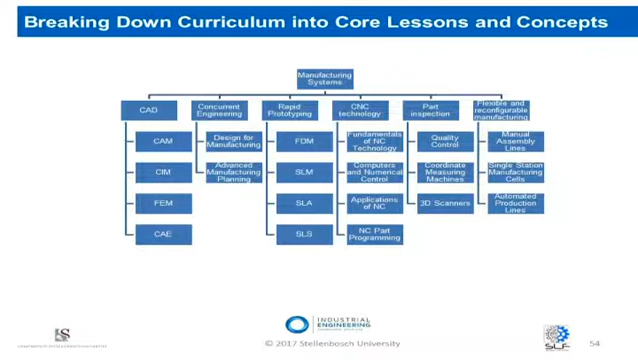 Breaking Down Curriculum into Core Lessons and Concepts
Manufacturing
Systems
CAD
Concurrent
Engineering
Rapid
Prototyping
CNC
technology
Part
inspection
Flexible and
reconfigurable
manufacturing
CAM
Design for
Manufacturing
FDM
Fundamentals
of NC
Technology
Quality
Control
Manual
Assembly
Lines
CIM
Advanced
Manufacturing
Planning
SLM
Computers
and Numerical
Control
Coordinate
Measuring
Machines
Single Station
Manufacturing
Cells
FEM
SLA
Applications
of NC
3D Scanners
Automated
Production
Lines
CAE
SLS
NC Part
Programming
INDUSTRIAL
ENGINEERING
© 2017 Stellenbosch University
SLF
54